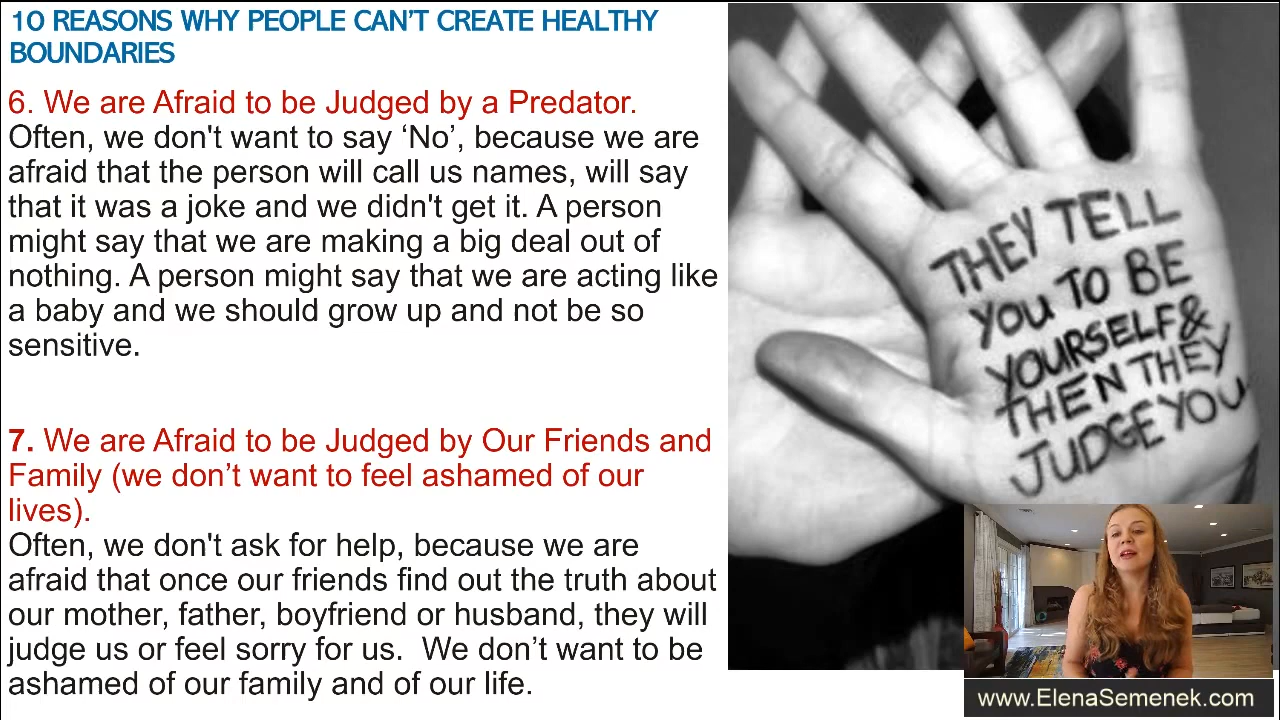 10 REASONS WHY PEOPLE CAN'T CREATE HEALTHY
BOUNDARIES
6. We are Afraid to be Judged by a Predator.
Often, we don't want to say ‘No’, because we are
afraid that the person will call us names, will say
that it was a joke and we didn't get it. A person
might say that we are making a big deal out of
nothing. A person might say that we are acting like
a baby and we should grow up and not be so
sensitive.
7. We are Afraid to be Judged by Our Friends and
Family (we don’t want to feel ashamed of our
lives).
Often, we don't ask for help, because we are
afraid that once our friends find out the truth about
our mother, father, boyfriend or husband, they will
judge us or feel sorry for us.  We don’t want to be
ashamed of our family and of our life.
THEY TELL
YOU TO BE
YOURSELF&
THEN THEY
JUDGE YOU
www.ElenaSemenek.com